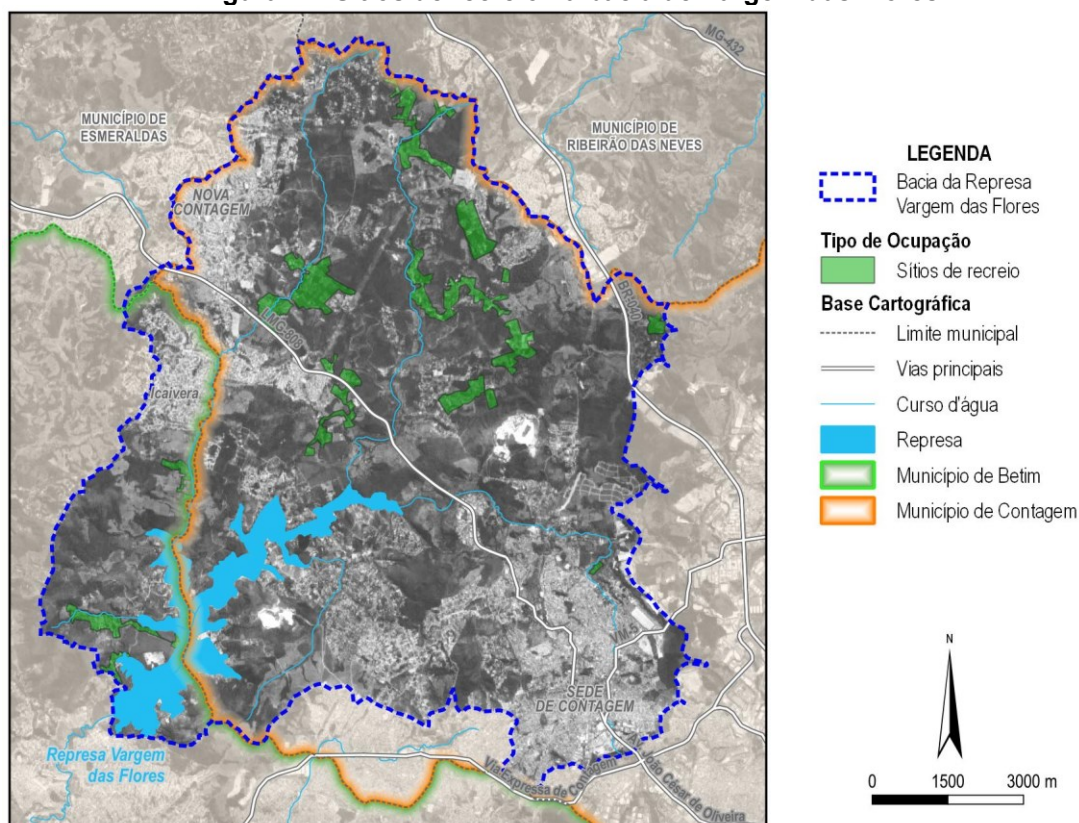 MG-432
MUNICÍPIO DE
ESMERALDAS
MUNICÍPIO DE
RIBEIRÃO DAS NEVES
NOVA
CONTAGEM
BR-040
Icaivera
SEDE
DE CONTAGEM
Represa Vargem
das Flores
Via Expressa de Contagem
João César de Oliveira
LEGENDA
Bacia da Represa
Vargem das Flores
Tipo de Ocupação
Sítios de recreio
Base Cartográfica
Limite municipal
Vias principais
Curso d'água
Represa
Município de Betim
Município de Contagem
N
0 1500 3000 m